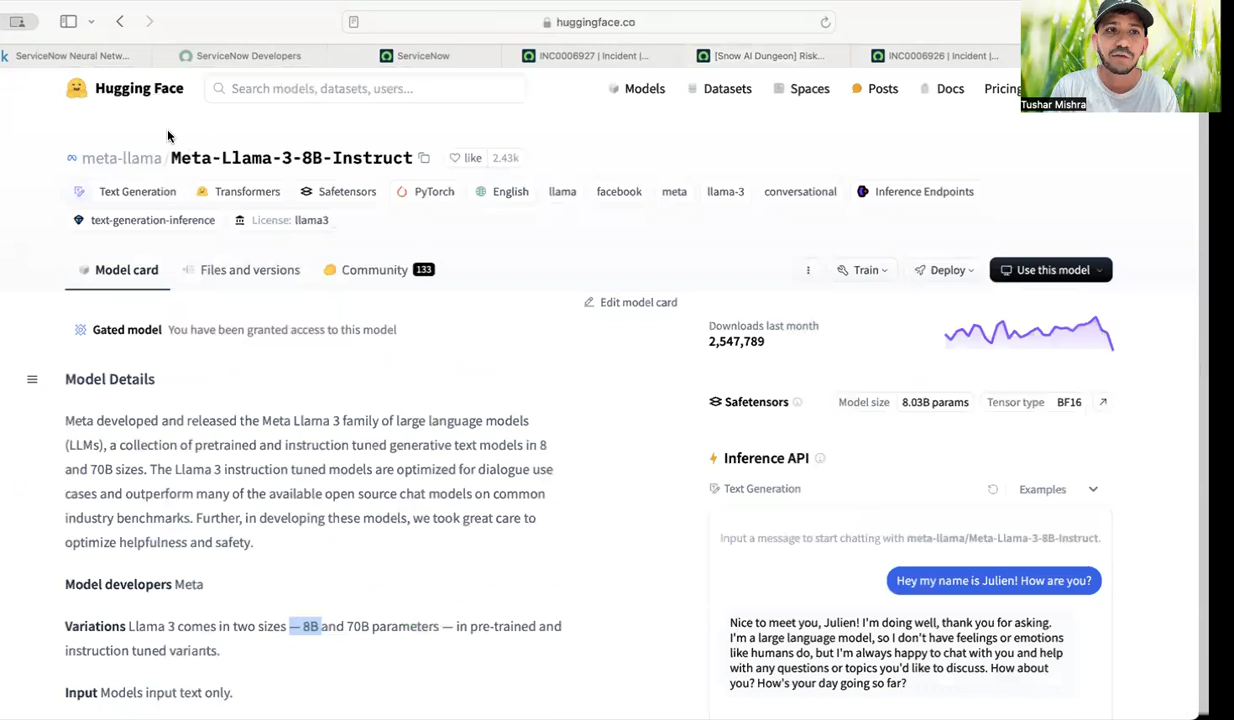 huggingface.co
ServiceNow Neural Netw...
ServiceNow Developers
ServiceNow
INC0006927 | Incident |...
[Snow AI Dungeon] Risk...
INC0006926 | Incident |...
Tushar Mishra
Hugging Face
Search models, datasets, users...
Models
Datasets
Spaces
Posts
Docs
Pricing
meta-llama/Meta-Llama-3-8B-Instruct
like 2.43k
Text Generation
Transformers
Safetensors
PyTorch
English
llama
facebook
meta
llama-3
conversational
Inference Endpoints
text-generation-inference
License: llama3
Model card
Files and versions
Community 133
Train
Deploy
Use this model
Edit model card
Gated model You have been granted access to this model
Model Details
Meta developed and released the Meta Llama 3 family of large language models
(LLMs), a collection of pretrained and instruction tuned generative text models in 8
and 70B sizes. The Llama 3 instruction tuned models are optimized for dialogue use
cases and outperform many of the available open source chat models on common
industry benchmarks. Further, in developing these models, we took great care to
optimize helpfulness and safety.
Model developers Meta
Variations Llama 3 comes in two sizes — 8B and 70B parameters — in pre-trained and
instruction tuned variants.
Input Models input text only.
Downloads last month
2,547,789
Safetensors
Model size 8.03B params
Tensor type BF16
Inference API
Text Generation
Examples
Input a message to start chatting with meta-llama/Meta-Llama-3-8B-Instruct.
Hey my name is Julien! How are you?
Nice to meet you, Julien! I'm doing well, thank you for asking.
I'm a large language model, so I don't have feelings or emotions
like humans do, but I'm always happy to chat with you and help
with any questions or topics you'd like to discuss. How about
you? How's your day going so far?